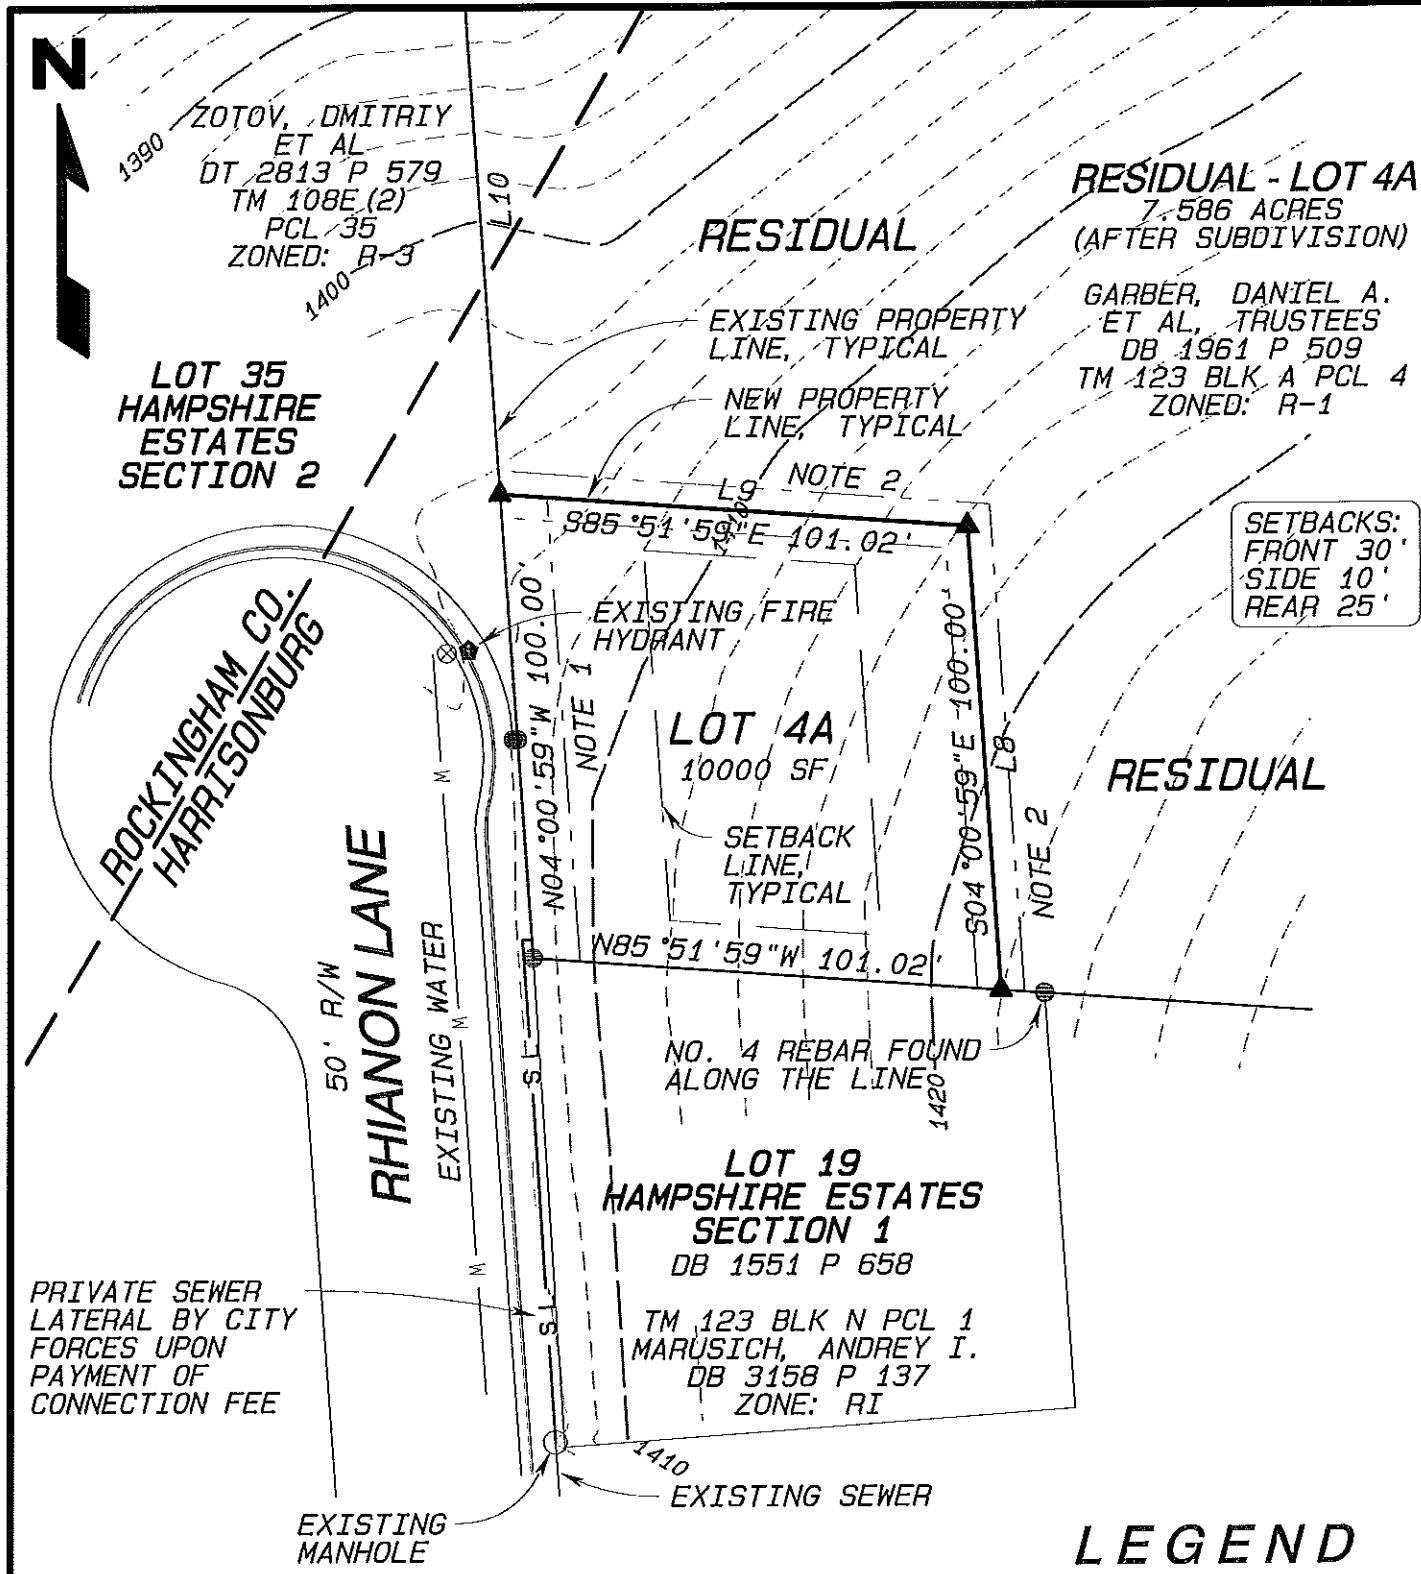 N
1390
ZOTOV, DMITRIY
ET AL
DT 2813 P 579
TM 108E (2)
PCL 35
ZONED: R-3
1400
L10
RESIDUAL
RESIDUAL - LOT 4A
7.586 ACRES
(AFTER SUBDIVISION)
GARBER, DANIEL A.
ET AL, TRUSTEES
DB 1961 P 509
TM 123 BLK A PCL 4
ZONED: R-1
EXISTING PROPERTY
LINE, TYPICAL
NEW PROPERTY
LINE, TYPICAL
LOT 35
HAMPSHIRE
ESTATES
SECTION 2
L9
NOTE 2
S85°51'59"E 101.02'
1410
SETBACKS:
FRONT 30'
SIDE 10'
REAR 25'
EXISTING FIRE
HYDRANT
ROCKINGHAM CO.
HARRISONBURG
N04°00'59"W 100.00'
NOTE 1
LOT 4A
10000 SF
S04°00'59"E 100.00'
L8
NOTE 2
RESIDUAL
SETBACK
LINE,
TYPICAL
W
50' R/W
RHIANON LANE
EXISTING WATER
W
N85°51'59"W 101.02'
NO. 4 REBAR FOUND
ALONG THE LINE
1420
S
LOT 19
HAMPSHIRE ESTATES
SECTION 1
DB 1551 P 658
TM 123 BLK N PCL 1
MARUSICH, ANDREY I.
DB 3158 P 137
ZONE: RI
W
PRIVATE SEWER
LATERAL BY CITY
FORCES UPON
PAYMENT OF
CONNECTION FEE
S
1410
EXISTING SEWER
EXISTING
MANHOLE
LEGEND